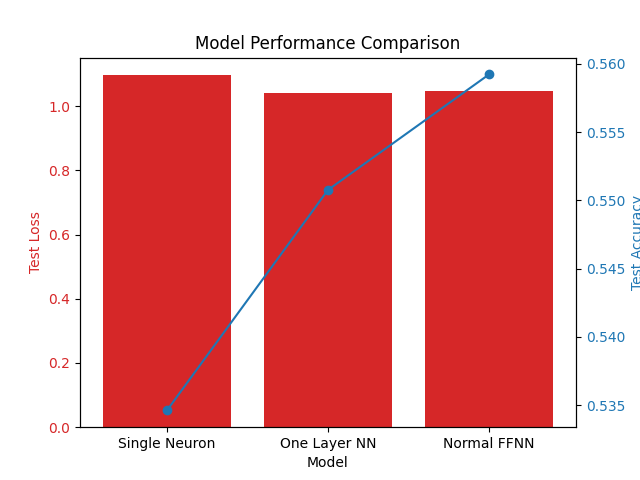 Model Performance Comparison
1.0
0.8
0.6
0.4
0.2
0.0
Test Loss
0.560
0.555
0.550
0.545
0.540
0.535
Test Accuracy
Single Neuron
One Layer NN
Normal FFNN
Model